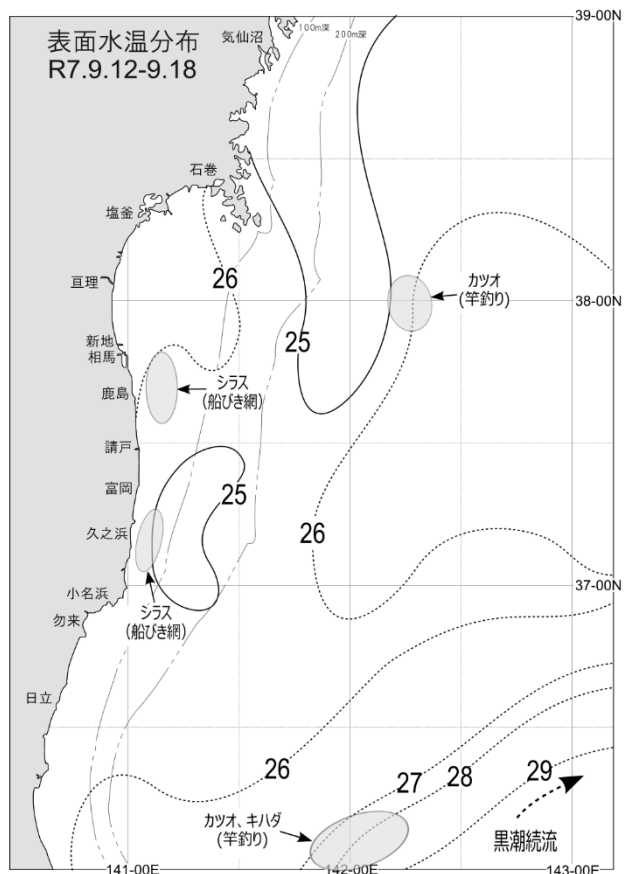 表面水温分布
R7.9.12-9.18
気仙沼
100m深
200m深
39-00N
石巻
塩釜
亘理
26
カツオ
(竿釣り)
38-00N
新地
相馬
25
鹿島
シラス
(船びき網)
請戸
富岡
25
久之浜
26
37-00N
小名浜
シラス
(船びき網)
勿来
日立
26
27
28
29
カツオ、キハダ
(竿釣り)
黒潮続流
141-00E
142-00E
143-00E